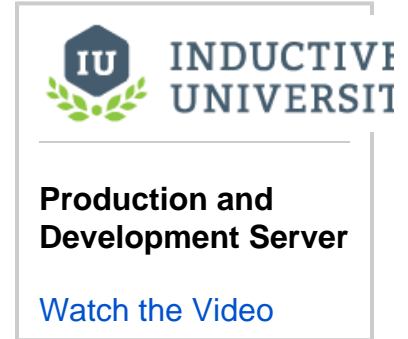 IU
INDUCTIVE
UNIVERSIT
Production and
Development Server
Watch the Video